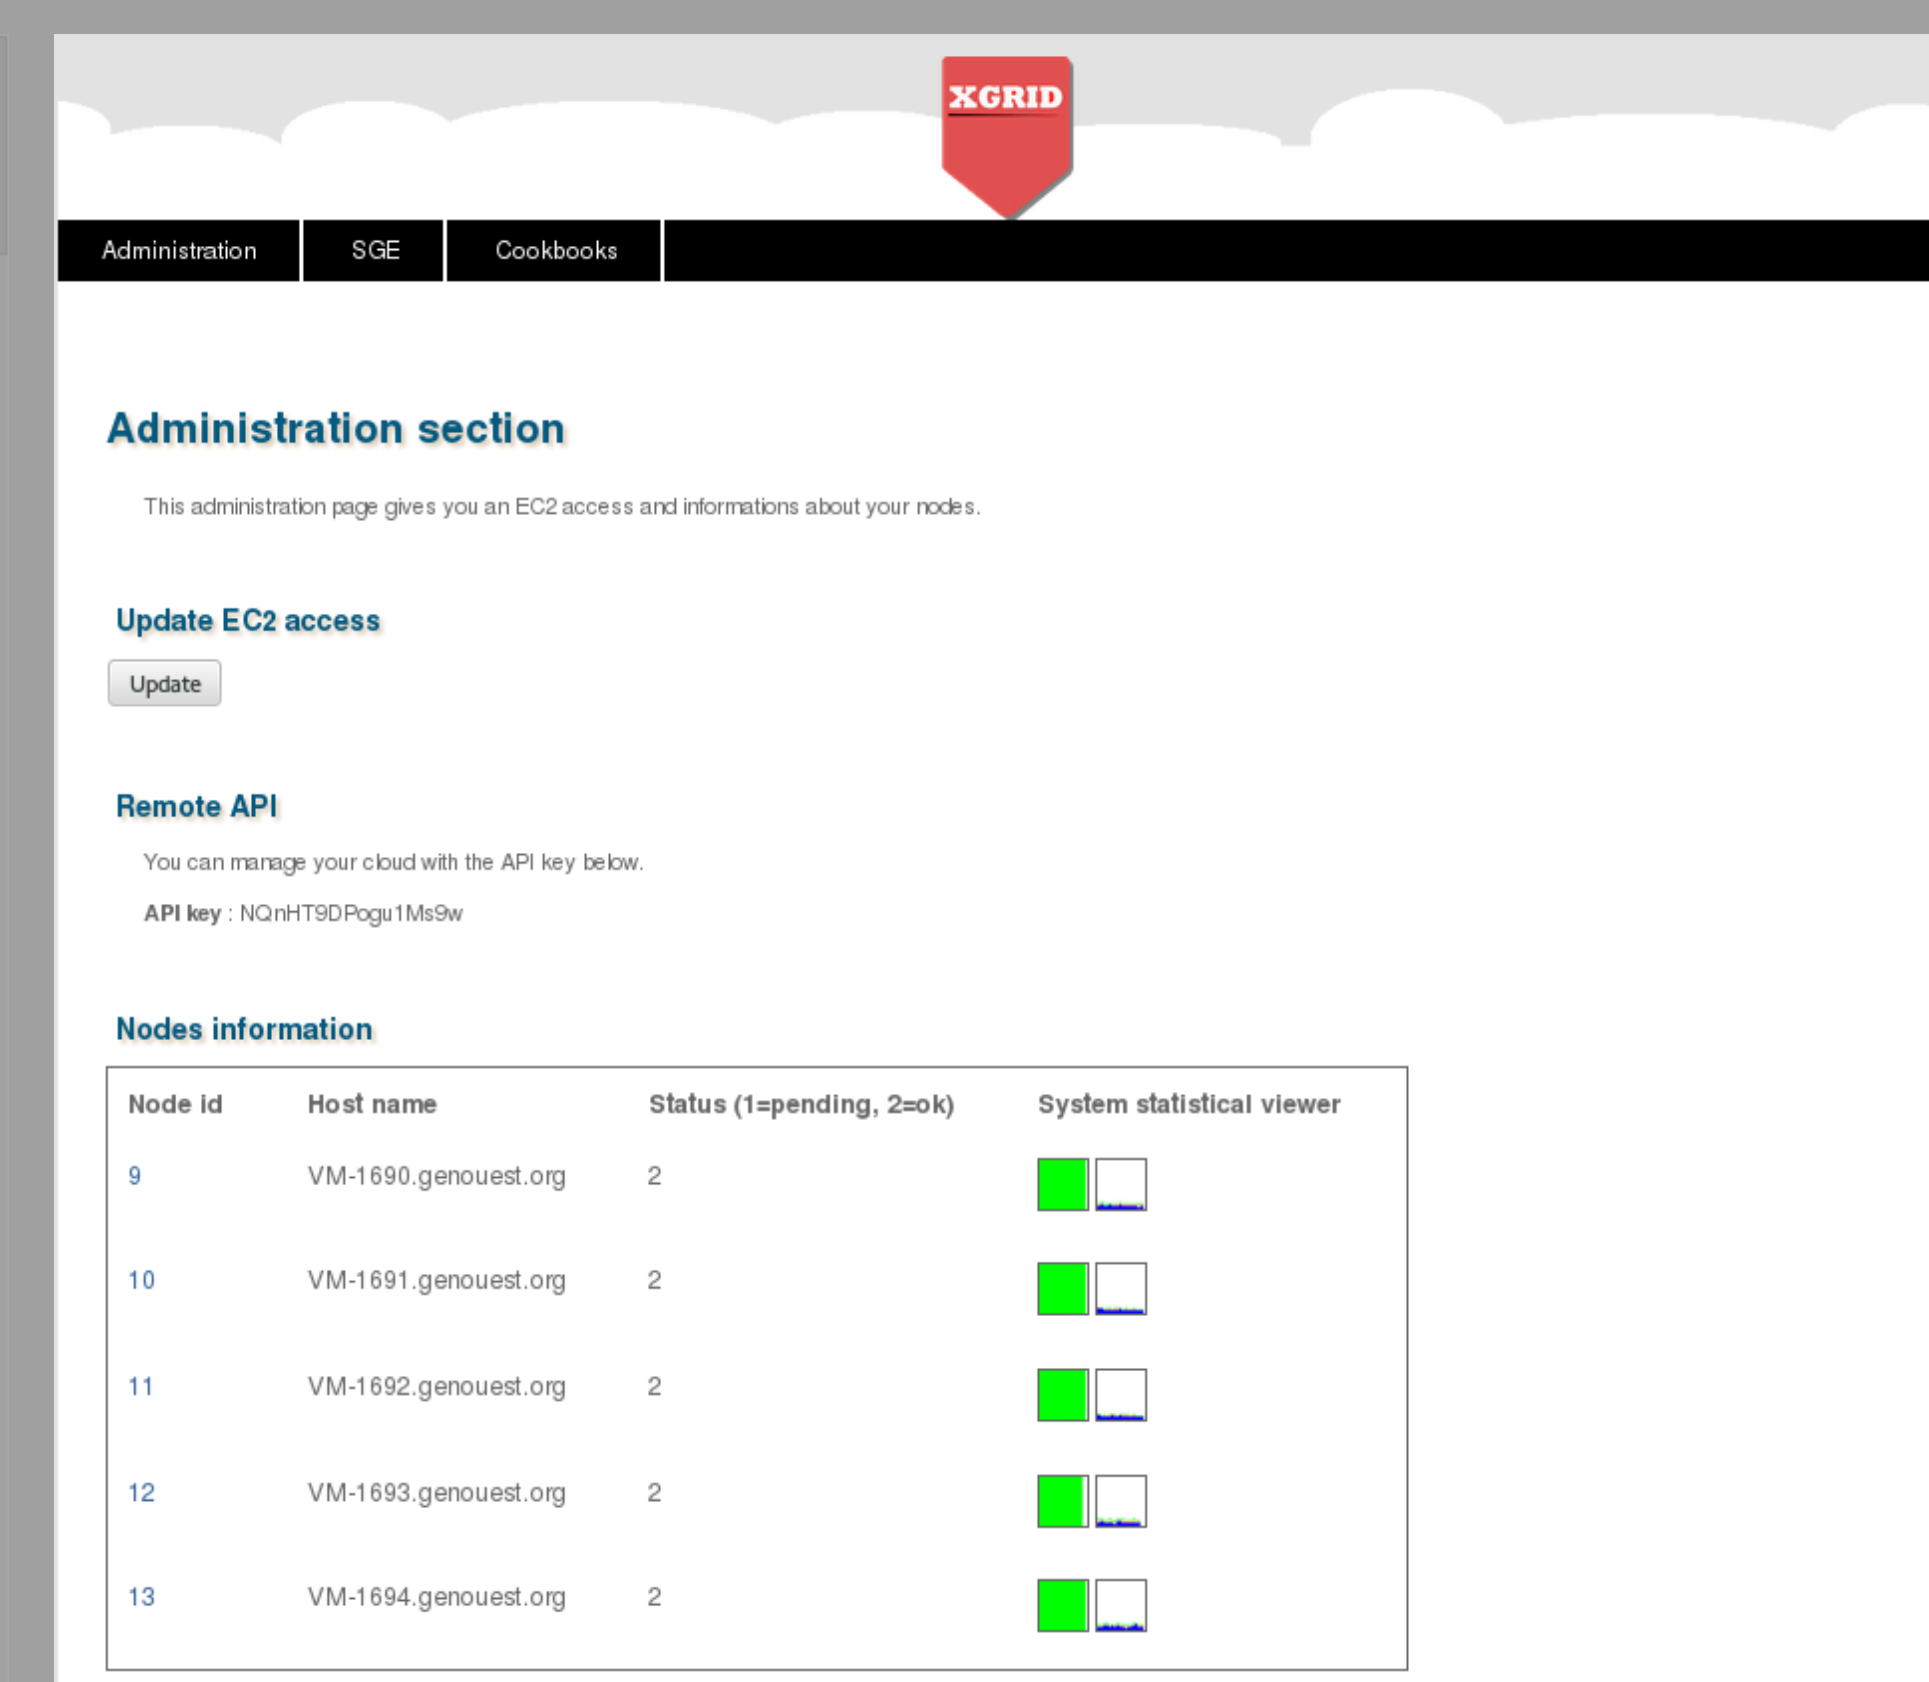 XGRID
Administration SGE Cookbooks
Administration section
This administration page gives you an EC2 access and informations about your nodes.
Update EC2 access
Update
Remote API
You can manage your cloud with the API key below.
API key : NQnHT9DPogu1Ms9w
Nodes information
Node id Host name Status (1=pending, 2=ok) System statistical viewer
9 VM-1690.genouest.org 2
10 VM-1691.genouest.org 2
11 VM-1692.genouest.org 2
12 VM-1693.genouest.org 2
13 VM-1694.genouest.org 2